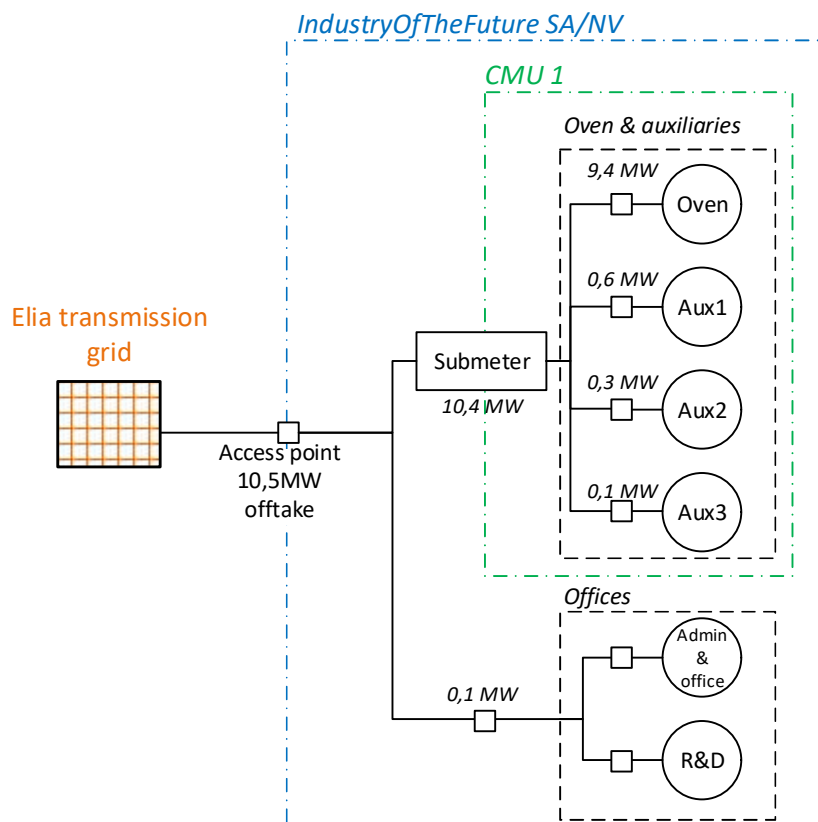 IndustryOfTheFuture SA/NV
CMU 1
Oven & auxiliaries
9,4 MW
Oven
0,6 MW
Aux1
Elia transmission
grid
Submeter
10,4 MW
0,3 MW
Aux2
Access point
10,5MW
offtake
0,1 MW
Aux3
Offices
Admin
&
office
0,1 MW
R&D